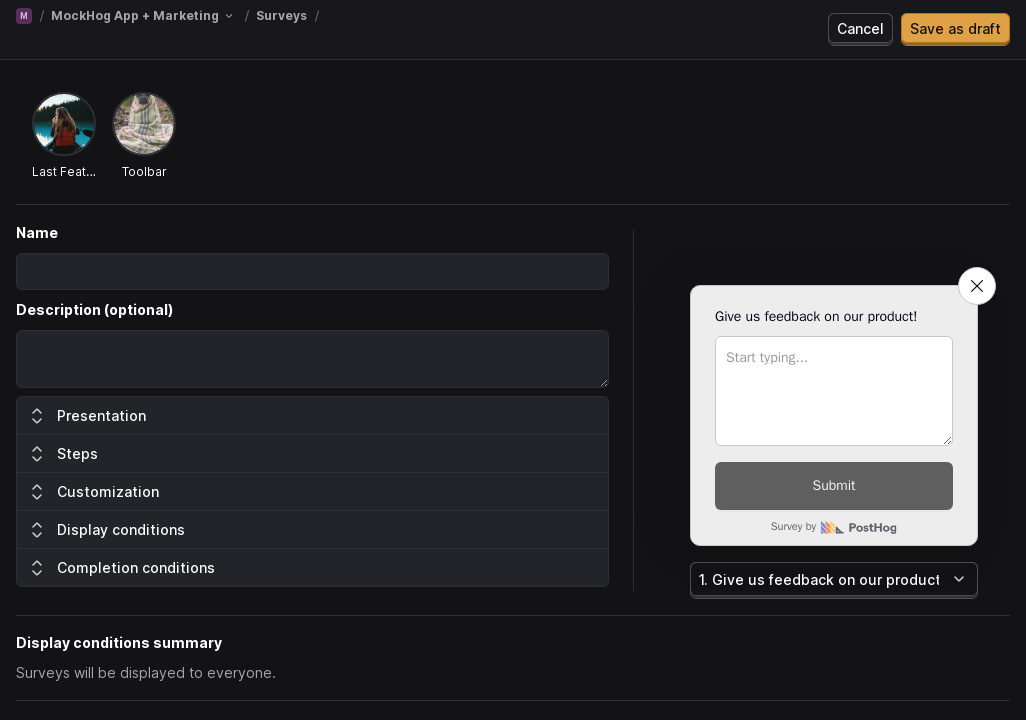 M / MockHog App + Marketing / Surveys /
Cancel
Save as draft
Last Feat...
Toolbar
Name
Description (optional)
Presentation
Steps
Customization
Display conditions
Completion conditions
Give us feedback on our product!
Start typing...
Submit
Survey by PostHog
1. Give us feedback on our product
Display conditions summary
Surveys will be displayed to everyone.